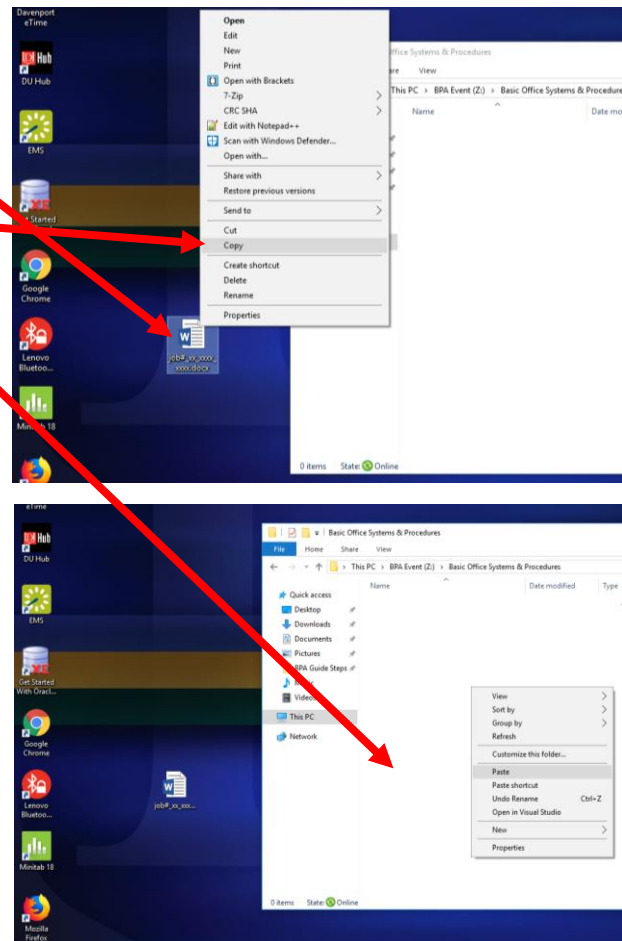 Davenport
eTime
DU Hub
EMS
Get Started
Google
Chrome
Lenovo
Bluetoo...
Minitab 18
job#_xx_xxxx_
xxxx.docx
Open
Edit
New
Print
Open with Brackets
7-Zip
CRC SHA
Edit with Notepad++
Scan with Windows Defender...
Open with...
Share with
Restore previous versions
Send to
Cut
Copy
Create shortcut
Delete
Rename
Properties
ffice Systems & Procedures
View
This PC > BPA Event (Z:) > Basic Office Systems & Procedure
Name
Date mo
0 items State: Online
eTime
DU Hub
EMS
Get Started
With Oracl...
Google
Chrome
Lenovo
Bluetoo...
Minitab 18
Mozilla
Firefox
job#_xx_xxx...
Basic Office Systems & Procedures
File Home Share View
> This PC > BPA Event (Z:) > Basic Office Systems & Procedures
Name Date modified Type
Quick access
Desktop
Downloads
Documents
Pictures
BPA Guide Steps
Videos
This PC
Network
View
Sort by
Group by
Refresh
Customize this folder...
Paste
Paste shortcut
Undo Rename Ctrl+Z
Open in Visual Studio
New
Properties
0 items State: Online